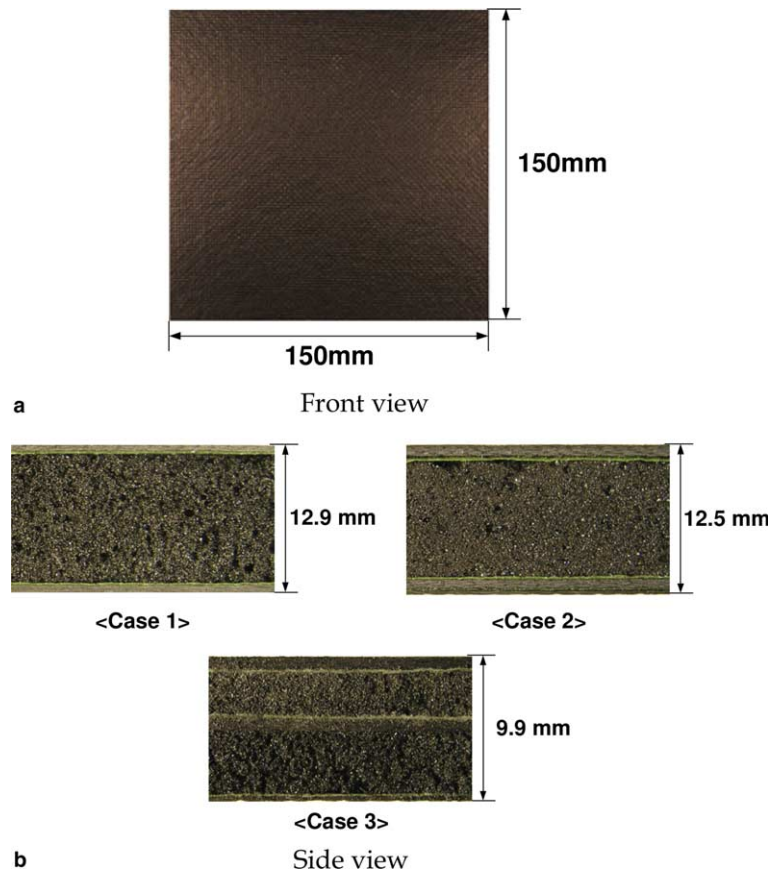 150mm
150mm
a
Front view
12.9 mm
12.5 mm
<Case 1>
<Case 2>
9.9 mm
<Case 3>
b
Side view